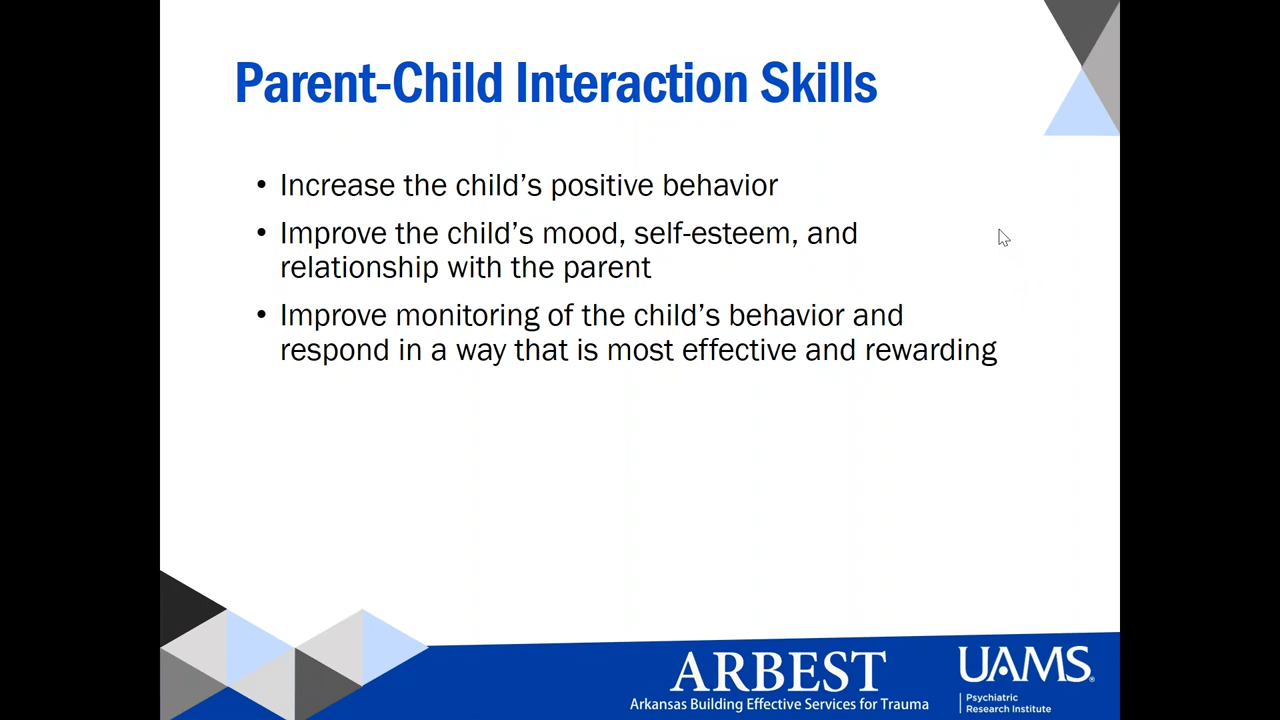 Parent-Child Interaction Skills
• Increase the child’s positive behavior
• Improve the child’s mood, self-esteem, and
relationship with the parent
• Improve monitoring of the child’s behavior and
respond in a way that is most effective and rewarding
ARBEST
Arkansas Building Effective Services for Trauma
UAMS®
Psychiatric
Research Institute